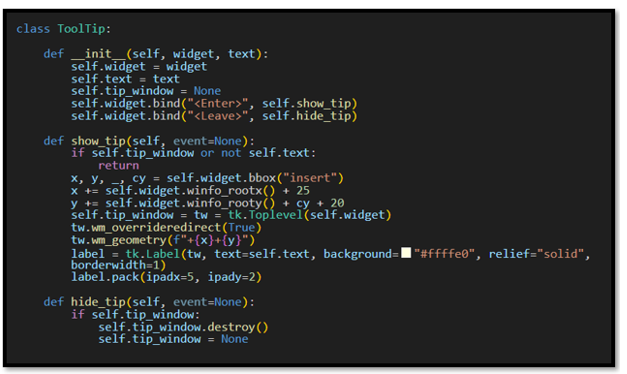 class ToolTip:
def __init__(self, widget, text):
self.widget = widget
self.text = text
self.tip_window = None
self.widget.bind("<Enter>", self.show_tip)
self.widget.bind("<Leave>", self.hide_tip)
def show_tip(self, event=None):
if self.tip_window or not self.text:
return
x, y, _, cy = self.widget.bbox("insert")
x += self.widget.winfo_rootx() + 25
y += self.widget.winfo_rooty() + cy + 20
self.tip_window = tw = tk.Toplevel(self.widget)
tw.wm_overrideredirect(True)
tw.wm_geometry(f"+{x}+{y}")
label = tk.Label(tw, text=self.text, background="#ffffe0", relief="solid",
borderwidth=1)
label.pack(ipadx=5, ipady=2)
def hide_tip(self, event=None):
if self.tip_window:
self.tip_window.destroy()
self.tip_window = None